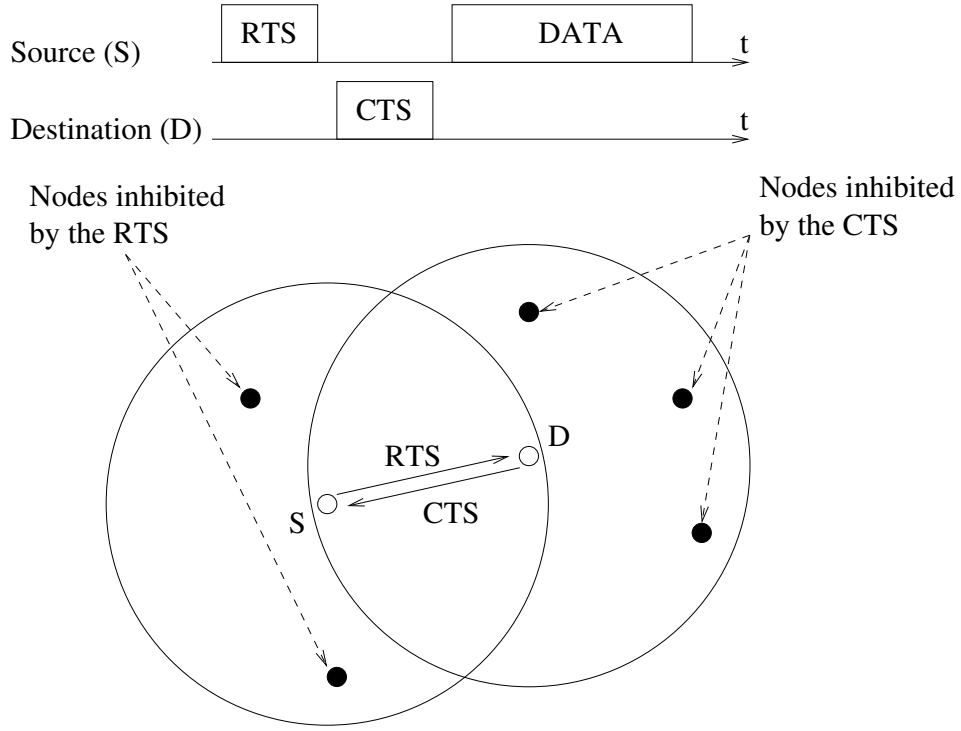 RTS
DATA
t
Source (S)
CTS
t
Destination (D)
Nodes inhibited
by the RTS
Nodes inhibited
by the CTS
D
RTS
CTS
S